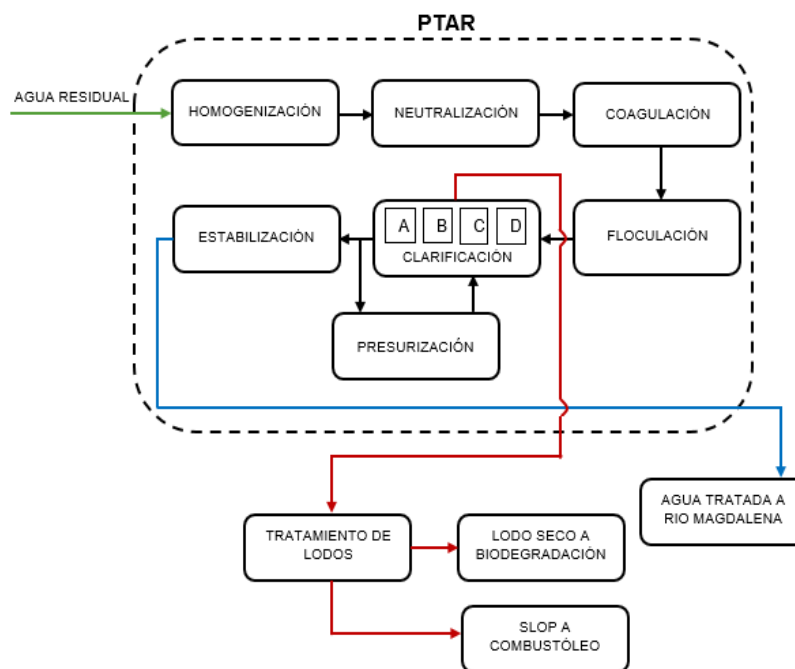 PTAR
AGUA RESIDUAL
HOMOGENIZACIÓN
NEUTRALIZACIÓN
COAGULACIÓN
ESTABILIZACIÓN
A B C D
CLARIFICACIÓN
FLOCULACIÓN
PRESURIZACIÓN
AGUA TRATADA A
RIO MAGDALENA
TRATAMIENTO DE
LODOS
LODO SECO A
BIODEGRADACIÓN
SLOP A
COMBUSTÓLEO